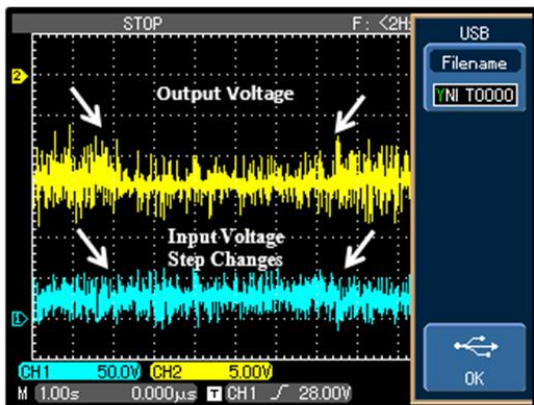 STOP F: <2H
USB
Filename
YNI T0000
2
Output Voltage
Input Voltage
Step Changes
1
CH1 50.0V CH2 5.00V
M 1.00s 0.000μs T CH1 28.00V
OK